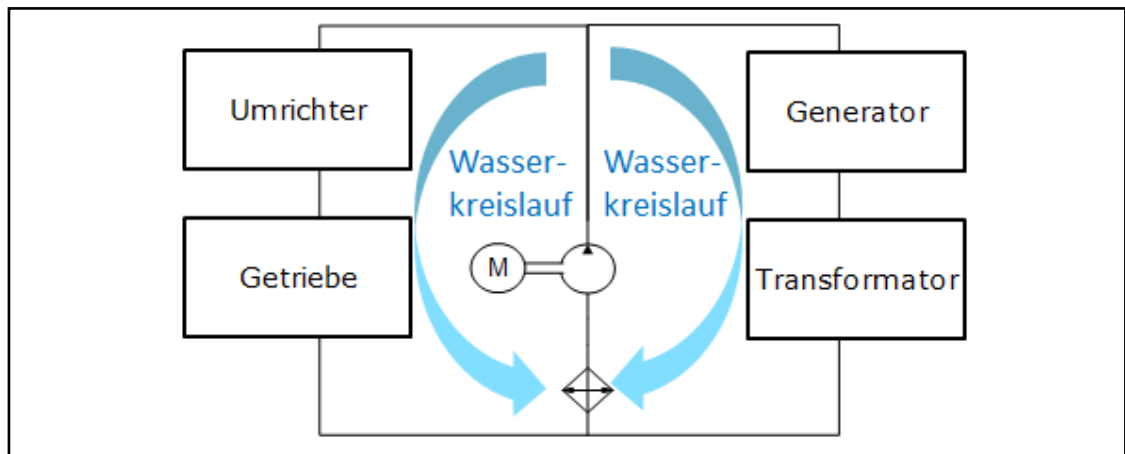 Umrichter
Generator
Wasser-
kreislauf
Wasser-
kreislauf
Getriebe
M
Transformator